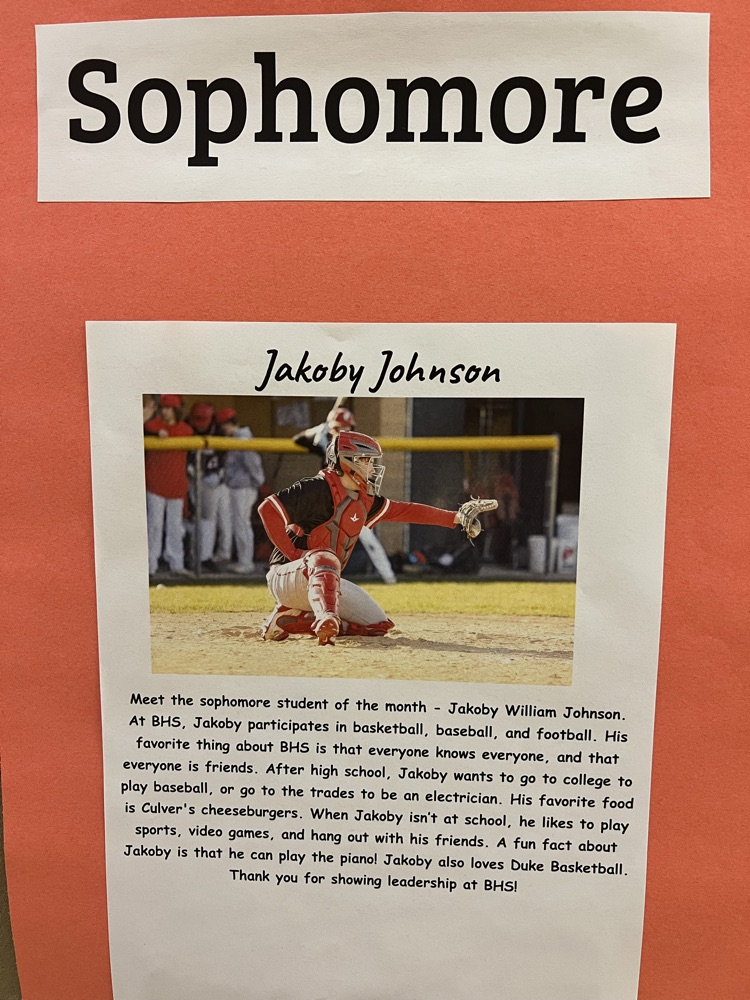 Sophomore
Jakoby Johnson
Meet the sophomore student of the month - Jakoby William Johnson.
At BHS, Jakoby participates in basketball, baseball, and football. His
favorite thing about BHS is that everyone knows everyone, and that
everyone is friends. After high school, Jakoby wants to go to college to
play baseball, or go to the trades to be an electrician. His favorite food
is Culver's cheeseburgers. When Jakoby isn't at school, he likes to play
sports, video games, and hang out with his friends. A fun fact about
Jakoby is that he can play the piano! Jakoby also loves Duke Basketball.
Thank you for showing leadership at BHS!